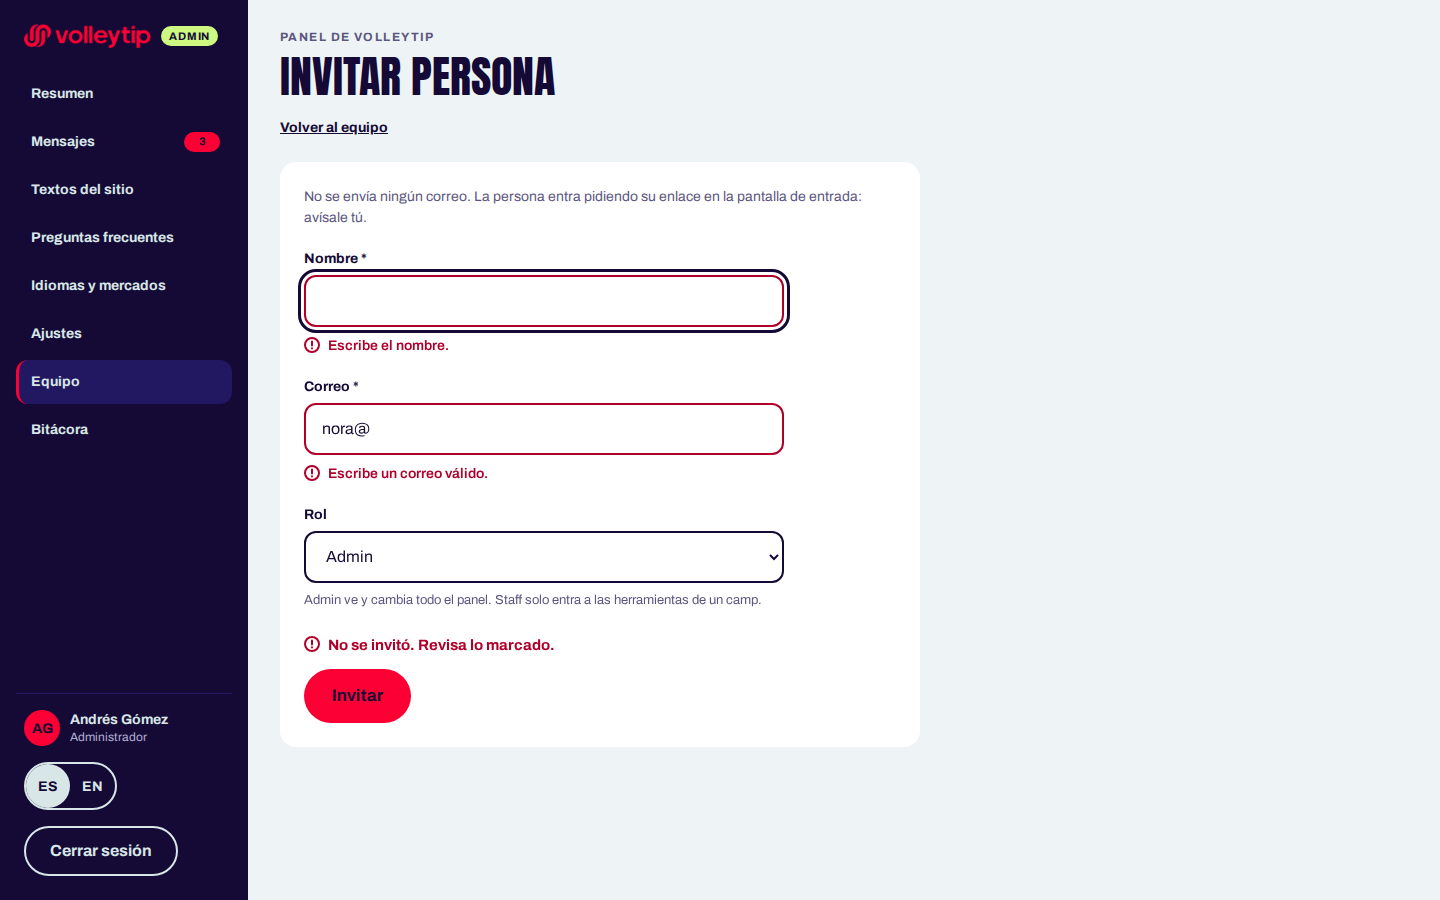 volleytip ADMIN
Resumen
Mensajes 3
Textos del sitio
Preguntas frecuentes
Idiomas y mercados
Ajustes
Equipo
Bitácora
AG Andrés Gómez
Administrador
ES EN
Cerrar sesión
PANEL DE VOLLEYTIP
INVITAR PERSONA
Volver al equipo
No se envía ningún correo. La persona entra pidiendo su enlace en la pantalla de entrada:
avísale tú.
Nombre *
Escribe el nombre.
Correo *
nora@
Escribe un correo válido.
Rol
Admin
Admin ve y cambia todo el panel. Staff solo entra a las herramientas de un camp.
No se invitó. Revisa lo marcado.
Invitar